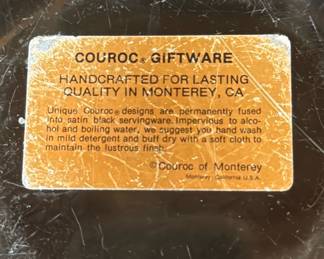 COUROC® GIFTWARE
HANDCRAFTED FOR LASTING
QUALITY IN MONTEREY, CA
Unique Couroc® designs are permanently fused
into satin black servingware. Impervious to alco-
hol and boiling water, we suggest you hand wash
in mild detergent and buff dry with a soft cloth to
maintain the lustrous finish.
©Couroc of Monterey
Monterey, California U.S.A.